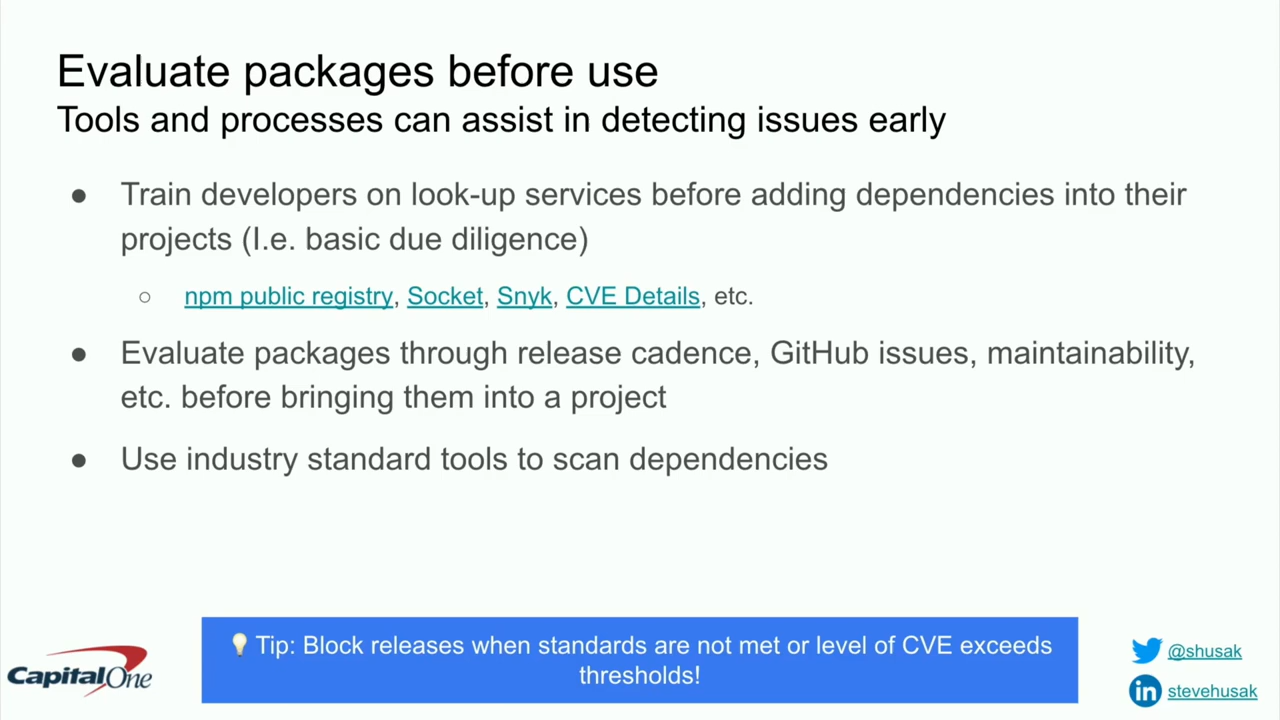 Evaluate packages before use
Tools and processes can assist in detecting issues early
● Train developers on look-up services before adding dependencies into their
projects (I.e. basic due diligence)
○ npm public registry, Socket, Snyk, CVE Details, etc.
● Evaluate packages through release cadence, GitHub issues, maintainability,
etc. before bringing them into a project
● Use industry standard tools to scan dependencies
💡Tip: Block releases when standards are not met or level of CVE exceeds
thresholds!
CapitalOne
@shusak
in stevehusak